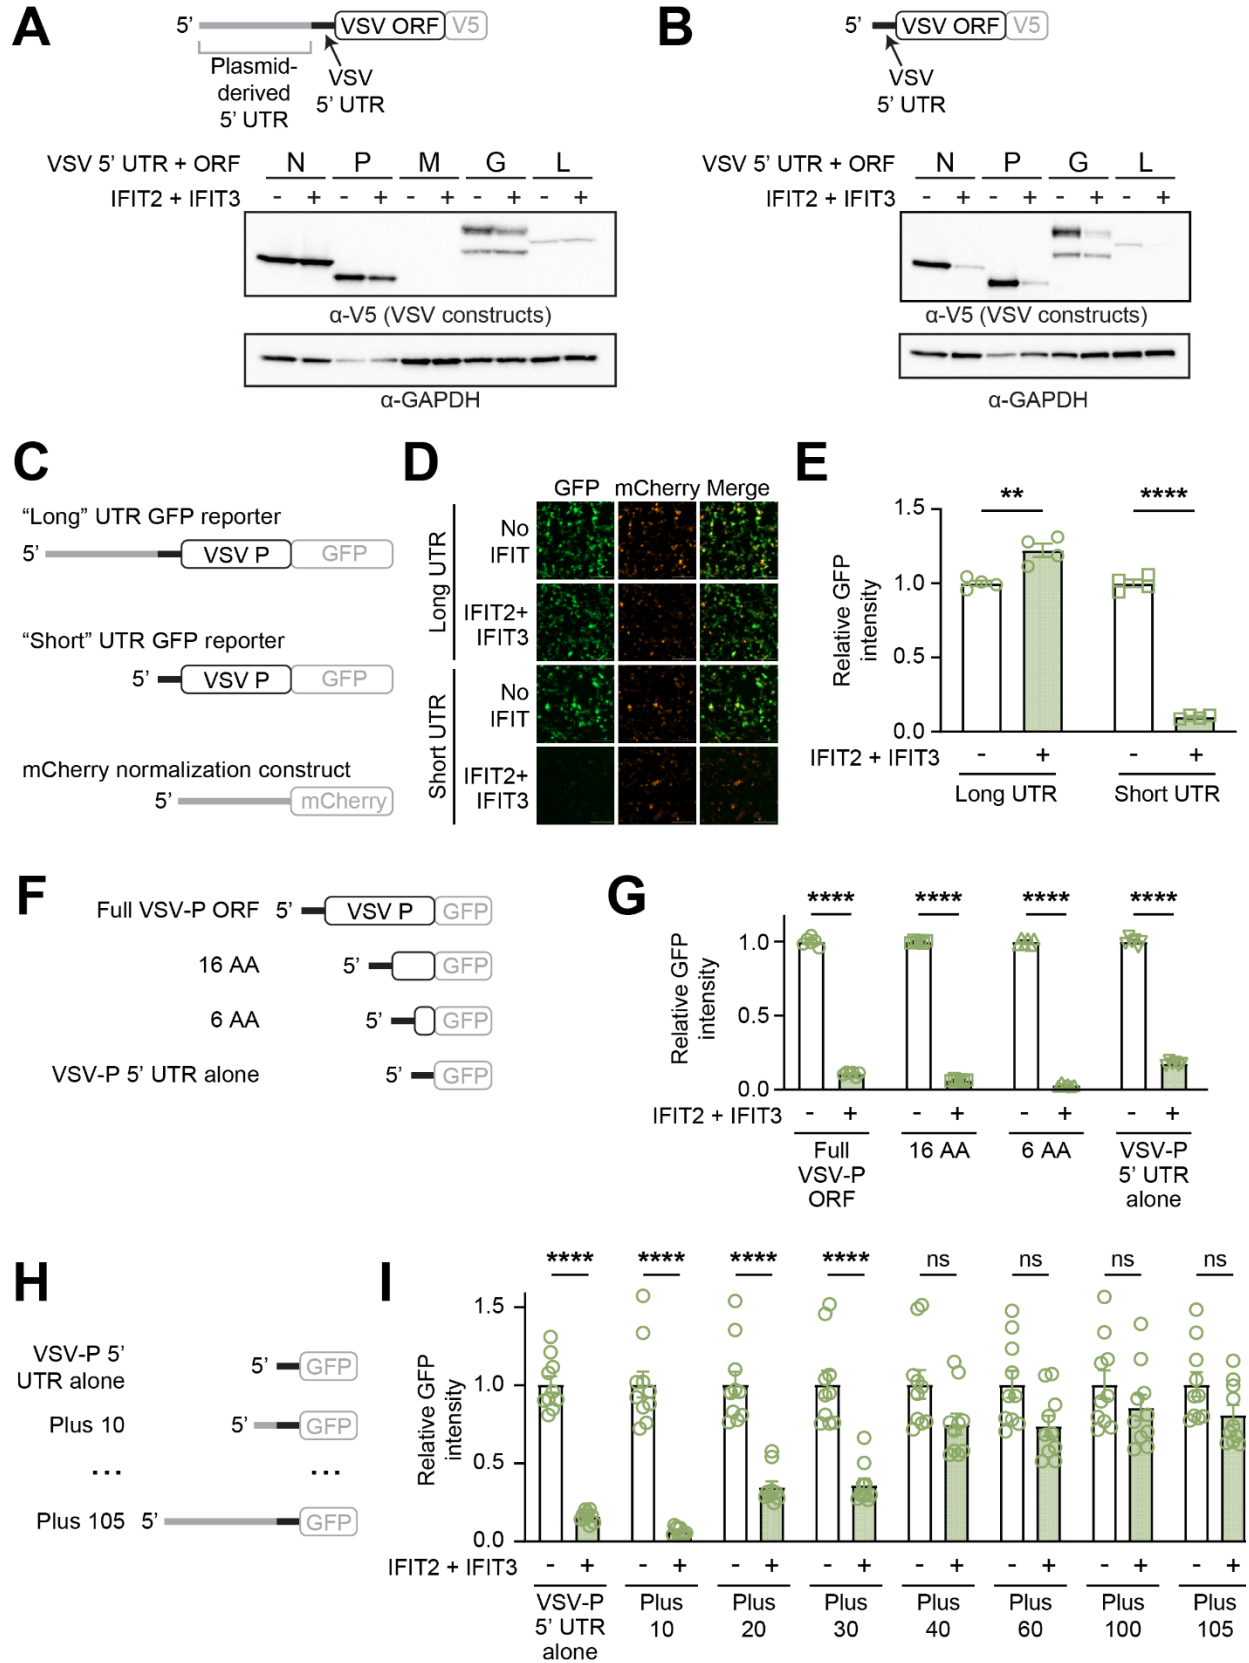 A
5’ VSV ORF V5
Plasmid-
derived
5’ UTR
VSV
5’ UTR
VSV 5’ UTR + ORF N P M G L
IFIT2 + IFIT3 - + - + - + - + - +
α-V5 (VSV constructs)
α-GAPDH
B
5’ VSV ORF V5
VSV
5’ UTR
VSV 5’ UTR + ORF N P G L
IFIT2 + IFIT3 - + - + - + - +
α-V5 (VSV constructs)
α-GAPDH
C
“Long” UTR GFP reporter
5’ VSV P GFP
“Short” UTR GFP reporter
5’ VSV P GFP
mCherry normalization construct
5’ mCherry
D
GFP mCherry Merge
Long UTR
No
IFIT
IFIT2+
IFIT3
Short UTR
No
IFIT
IFIT2+
IFIT3
E
Relative GFP
intensity
1.5
1.0
0.5
0.0
** ****
IFIT2 + IFIT3 - + - +
Long UTR Short UTR
F
Full VSV-P ORF 5’ VSV P GFP
16 AA 5’ GFP
6 AA 5’ GFP
VSV-P 5’ UTR alone 5’ GFP
G
Relative GFP
intensity
1.0
0.5
0.0
**** **** **** ****
IFIT2 + IFIT3 - + - + - + - +
Full
VSV-P
ORF
16 AA
6 AA
VSV-P
5’ UTR
alone
H
VSV-P 5’
UTR alone
5’ GFP
Plus 10 5’ GFP
... ...
Plus 105 5’ GFP
I
Relative GFP
intensity
1.5
1.0
0.5
0.0
**** **** **** **** ns ns ns ns
IFIT2 + IFIT3 - + - + - + - + - + - + - + - +
VSV-P
5’ UTR
alone
Plus
10
Plus
20
Plus
30
Plus
40
Plus
60
Plus
100
Plus
105